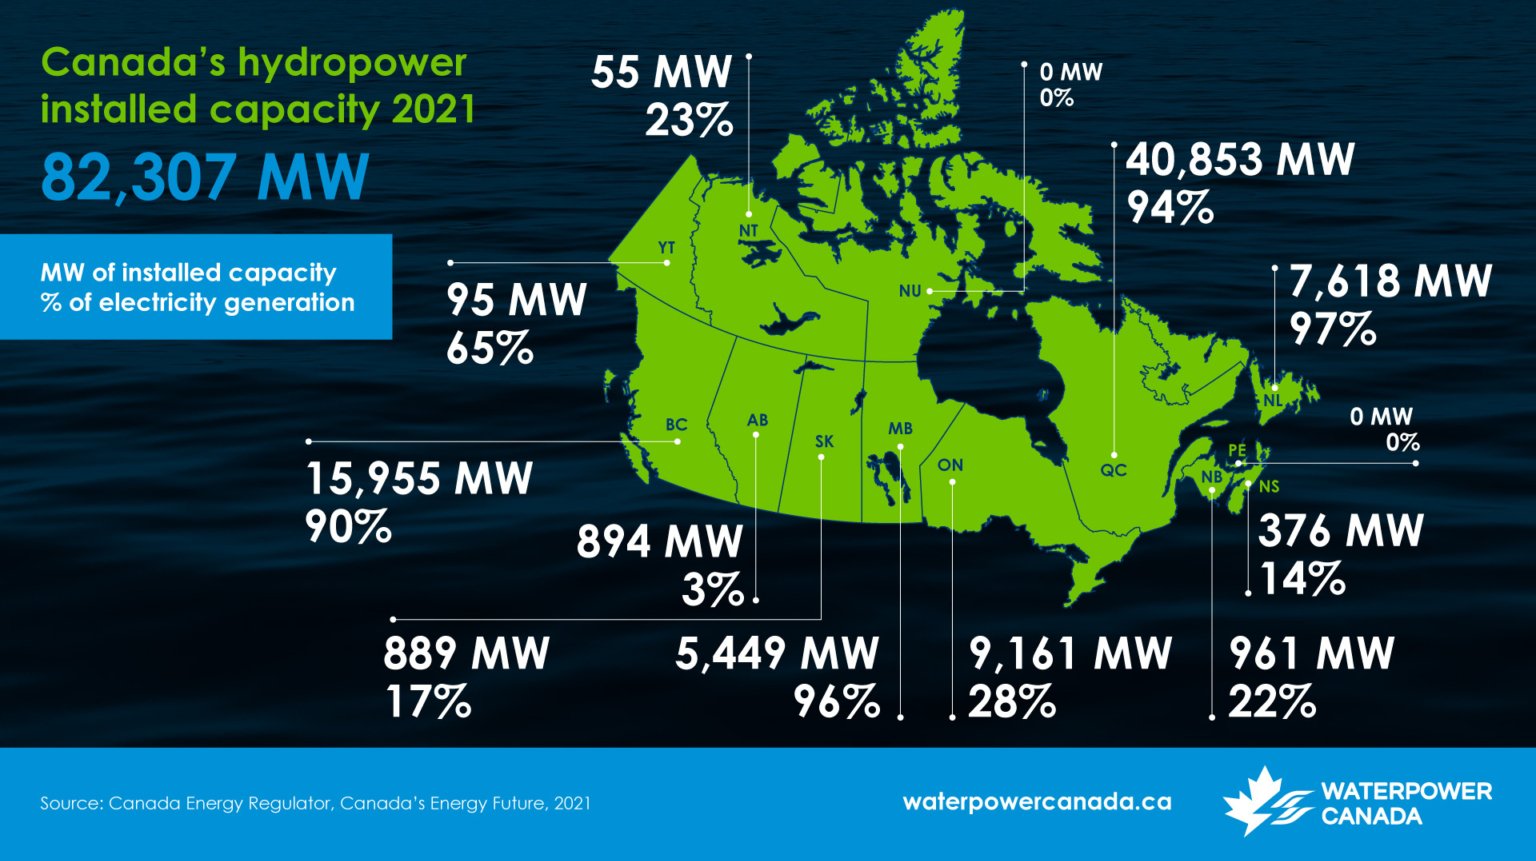 Canada's hydropower
installed capacity 2021
82,307 MW
MW of installed capacity
% of electricity generation
55 MW
23%
0 MW
0%
40,853 MW
94%
7,618 MW
97%
95 MW
65%
0 MW
0%
15,955 MW
90%
894 MW
3%
376 MW
14%
889 MW
17%
5,449 MW
96%
9,161 MW
28%
961 MW
22%
YT
NT
NU
BC
AB
SK
MB
ON
QC
NL
PE
NB
NS
Source: Canada Energy Regulator, Canada's Energy Future, 2021
waterpowercanada.ca
WATERPOWER
CANADA